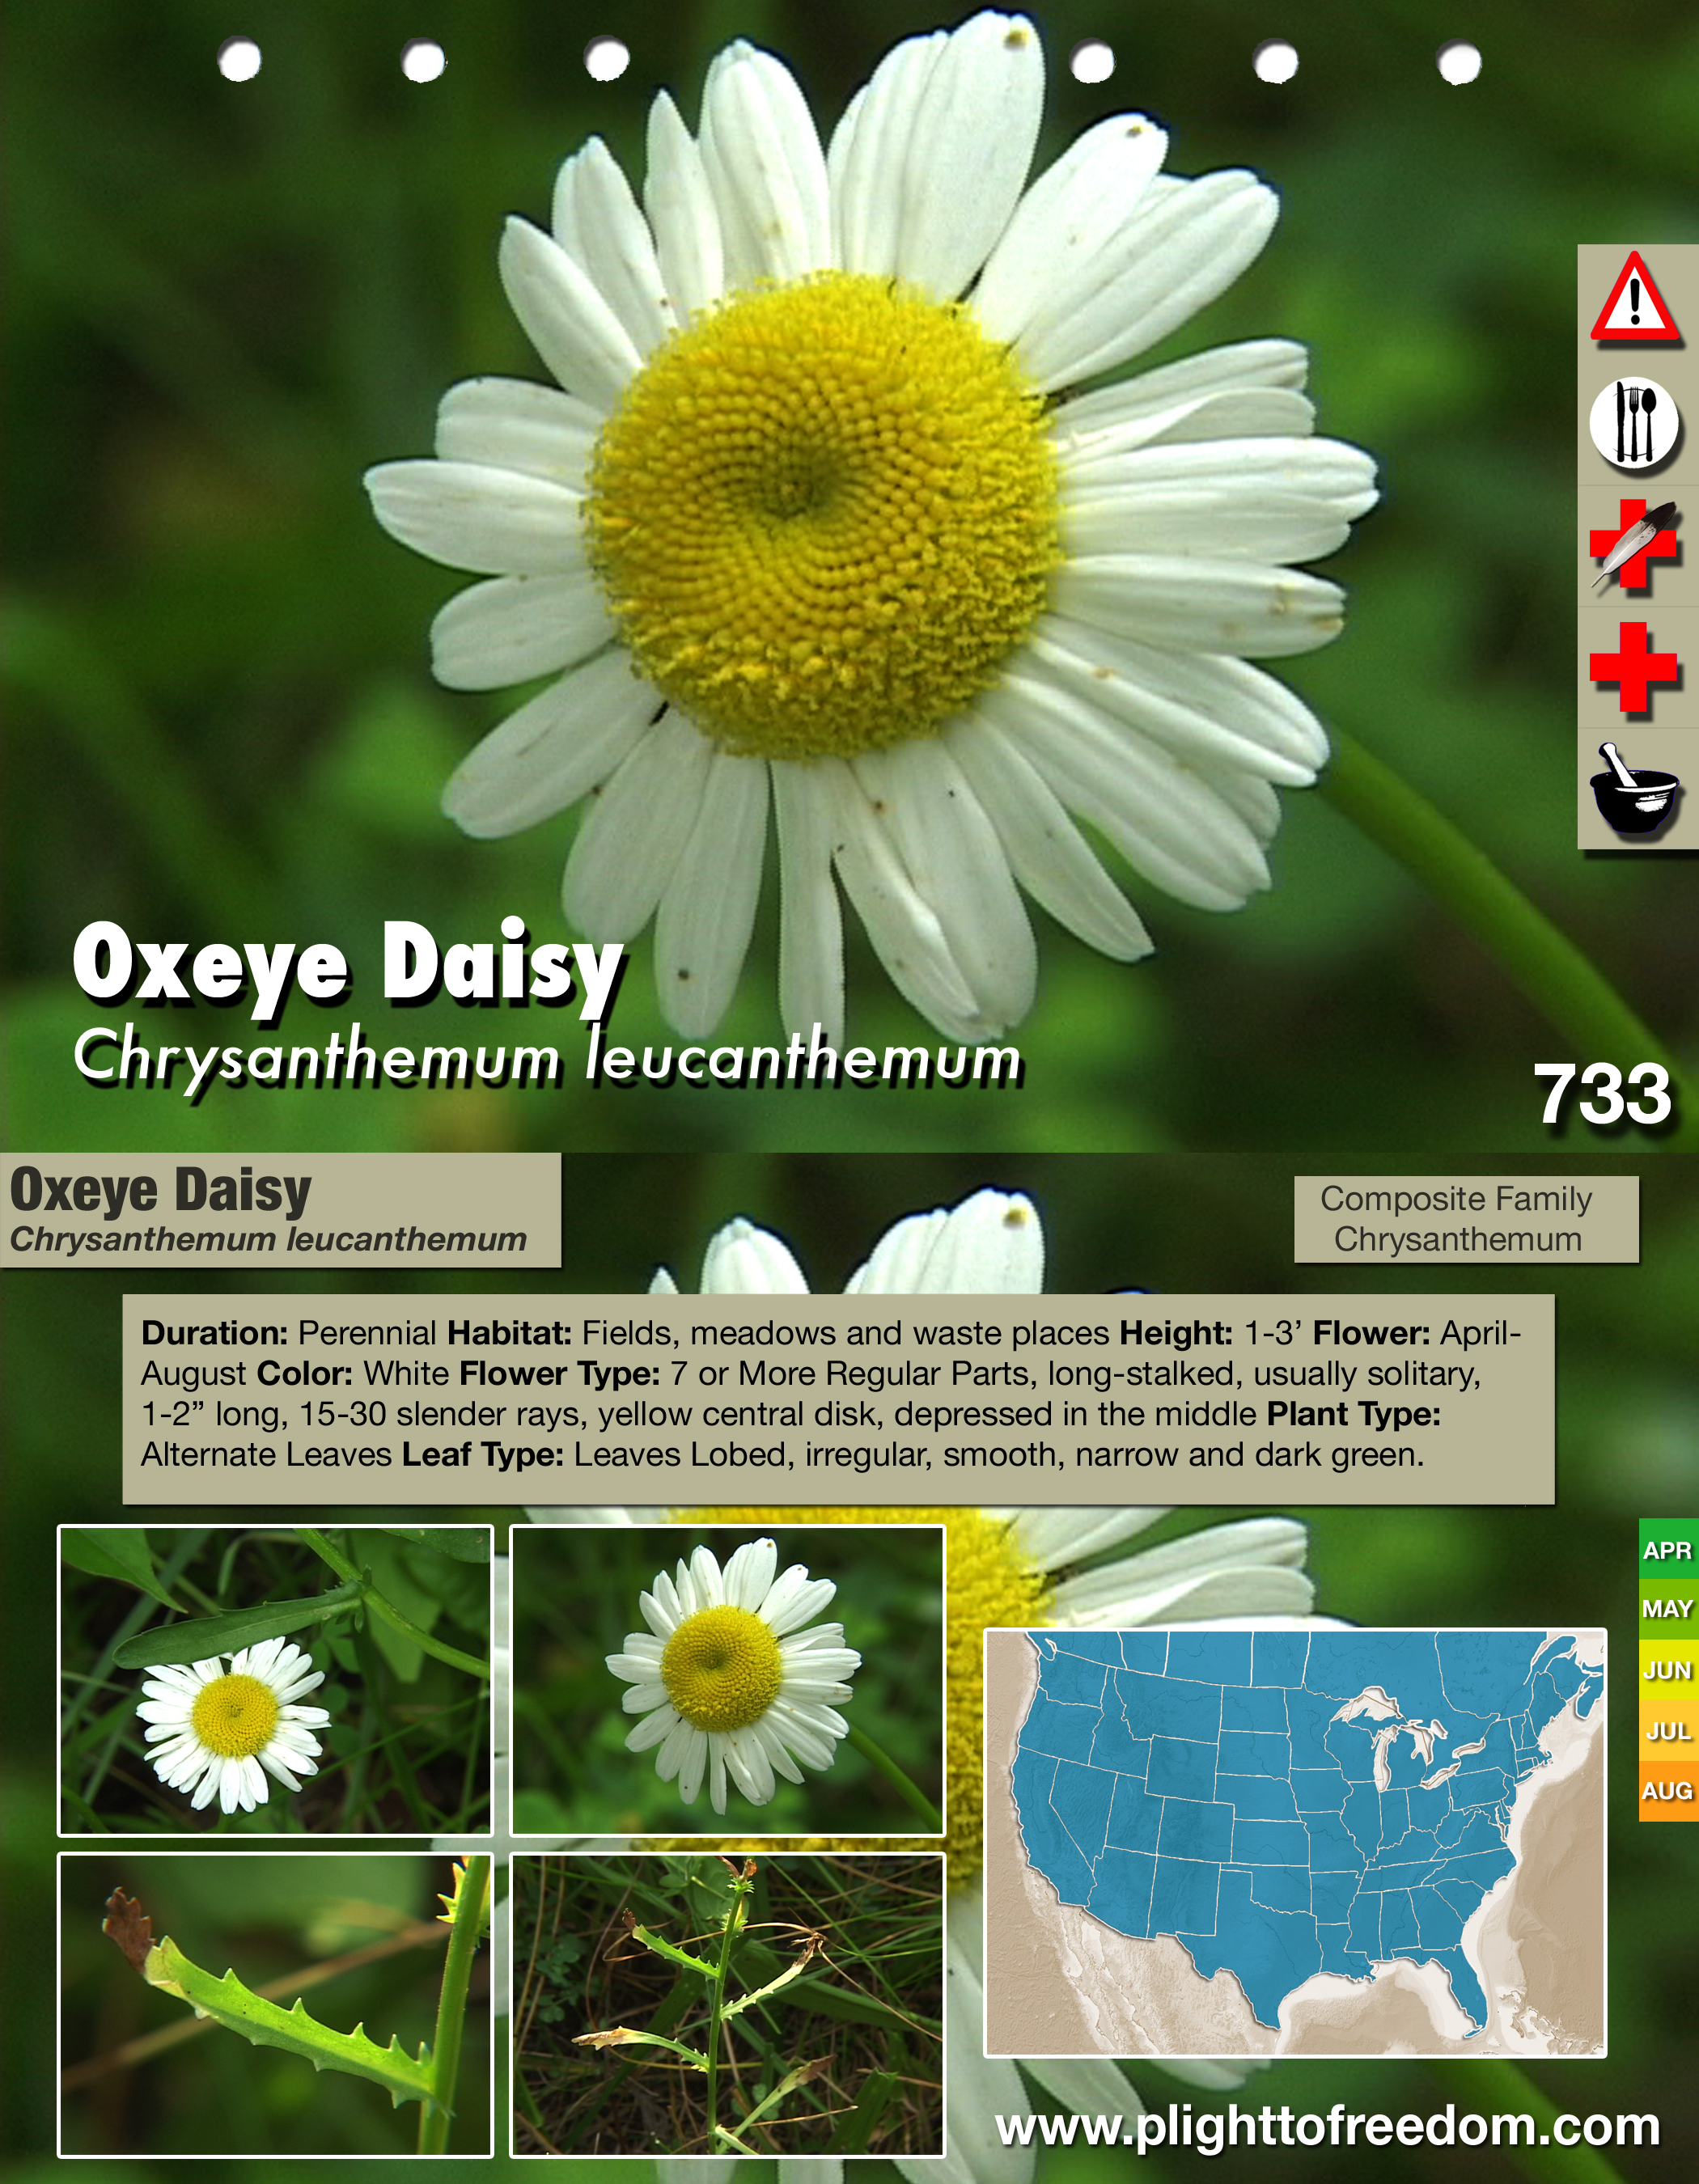 Oxeye Daisy
Chrysanthemum leucanthemum
733
Oxeye Daisy
Chrysanthemum leucanthemum
Composite Family
Chrysanthemum
Duration: Perennial Habitat: Fields, meadows and waste places Height: 1-3’ Flower: April-
August Color: White Flower Type: 7 or More Regular Parts, long-stalked, usually solitary,
1-2” long, 15-30 slender rays, yellow central disk, depressed in the middle Plant Type:
Alternate Leaves Leaf Type: Leaves Lobed, irregular, smooth, narrow and dark green.
APR
MAY
JUN
JUL
AUG
www.plighttofreedom.com